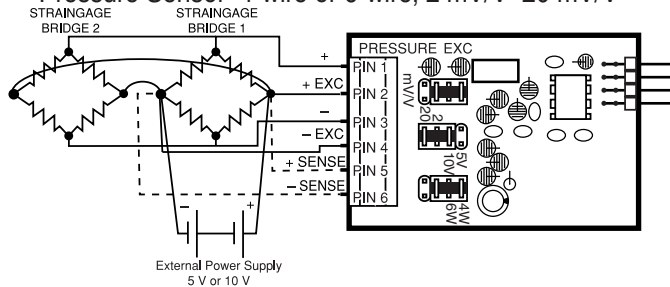 Pressure Sensor 4-wire or 6-wire, 2 mV/V–20 mV/V
STRAINGAGE
BRIDGE 2
STRAINGAGE
BRIDGE 1
PRESSURE EXC
+
PIN 1
+ EXC
PIN 2
–
PIN 3
– EXC
PIN 4
+ SENSE
PIN 5
– SENSE
PIN 6
mV/V
20
2
10V
5V
6W
4W
–
+
External Power Supply
5 V or 10 V